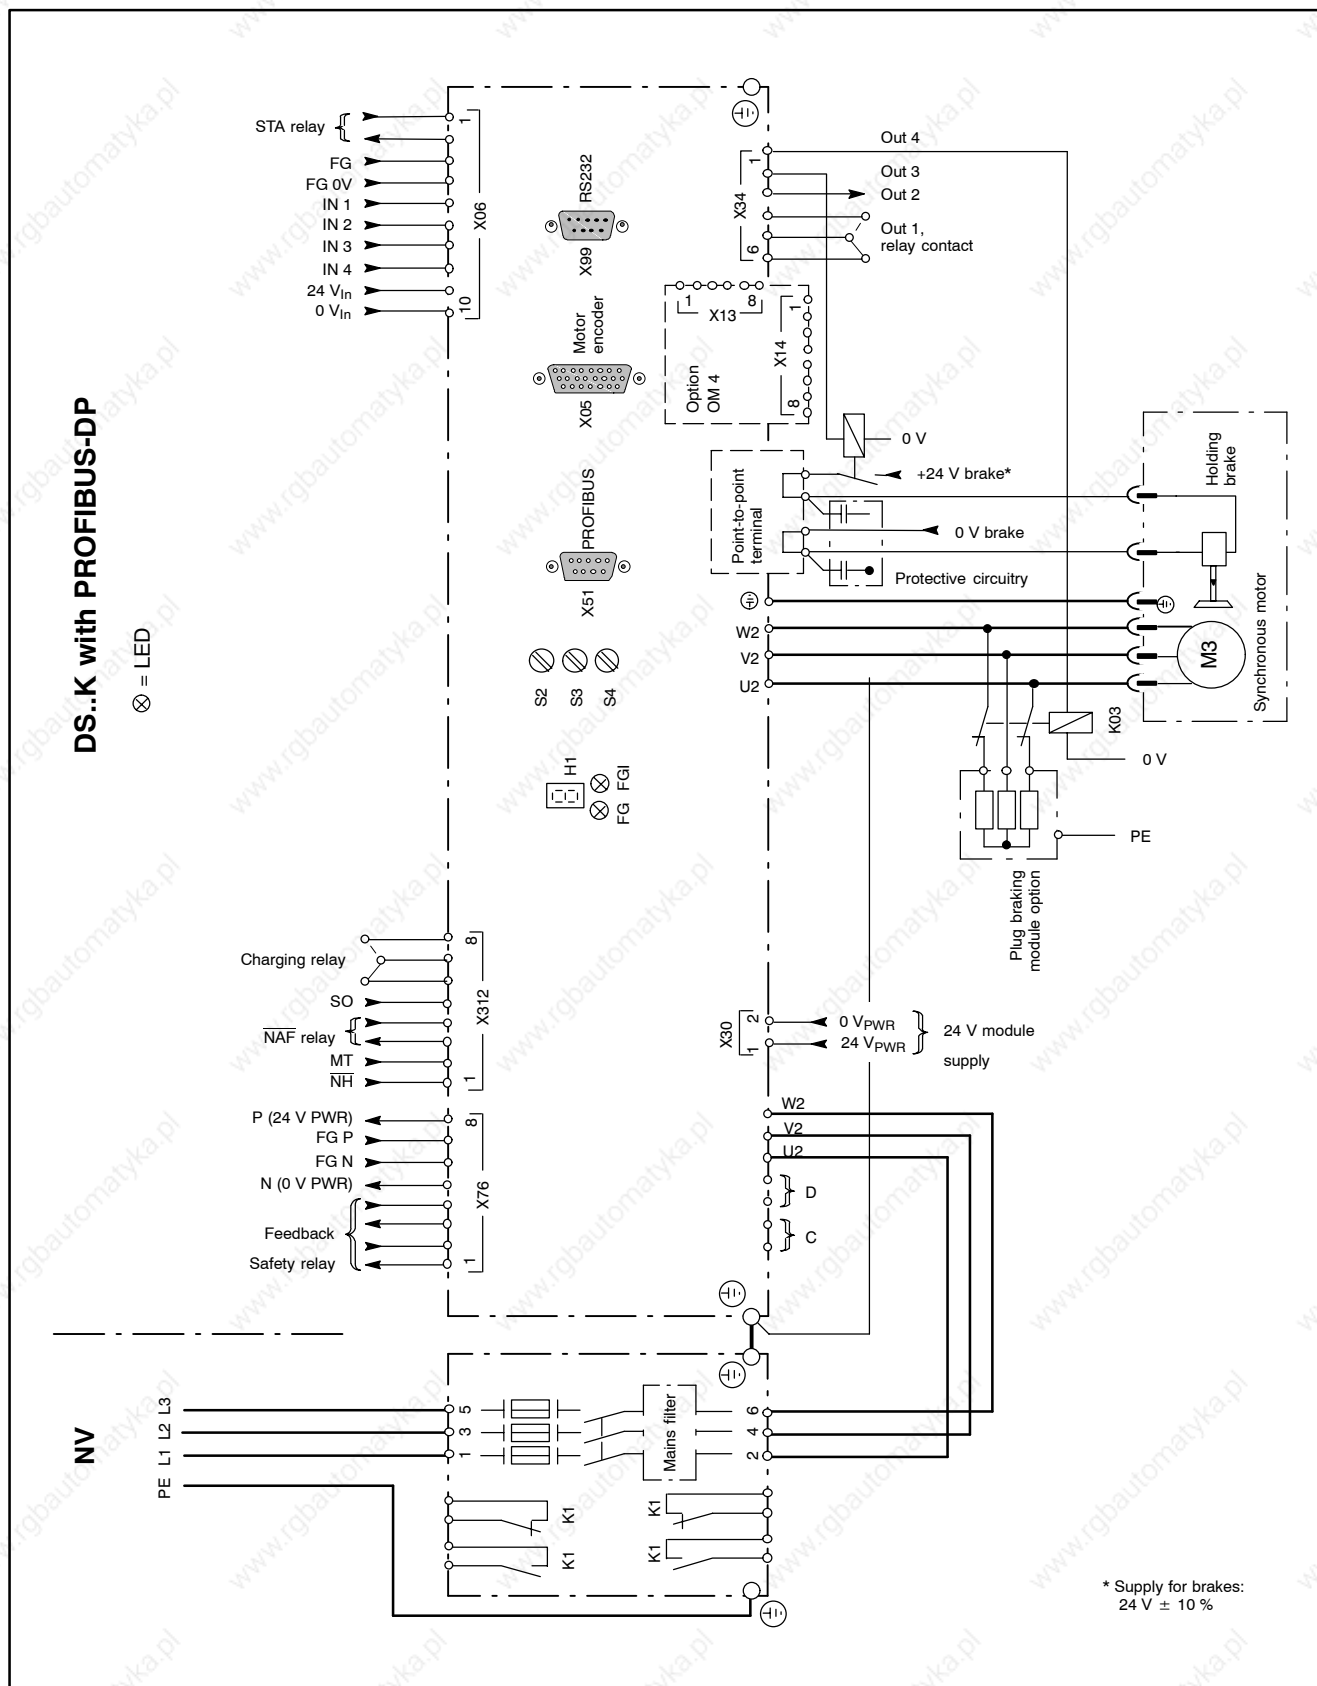 DS..K with PROFIBUS-DP
= LED
STA relay
FG
FG 0V
IN 1
IN 2
IN 3
IN 4
24 VIn
0 VIn
1
X06
10
RS232
X99
Motor
encoder
X05
PROFIBUS
X51
S2
S3
S4
H1
FG
FGI
1
X34
6
Out 4
Out 3
Out 2
Out 1,
relay contact
1
8
X13
1
X14
8
Option
OM 4
0 V
+24 V brake*
Point-to-point
terminal
0 V brake
Protective circuitry
Holding
brake
Synchronous motor
M3
W2
V2
U2
K03
0 V
PE
Plug braking
module option
Charging relay
SO
NAF relay
MT
NH
8
X312
1
P (24 V PWR)
FG P
FG N
N (0 V PWR)
Feedback
Safety relay
8
X76
1
X30
2
1
0 VPWR
24 VPWR
24 V module
supply
W2
V2
U2
D
C
NV
PE
L1
L2
L3
5
3
1
Mains filter
6
4
2
K1
K1
K1
K1
* Supply for brakes:
24 V ± 10 %
www.rgbautomatyka.pl